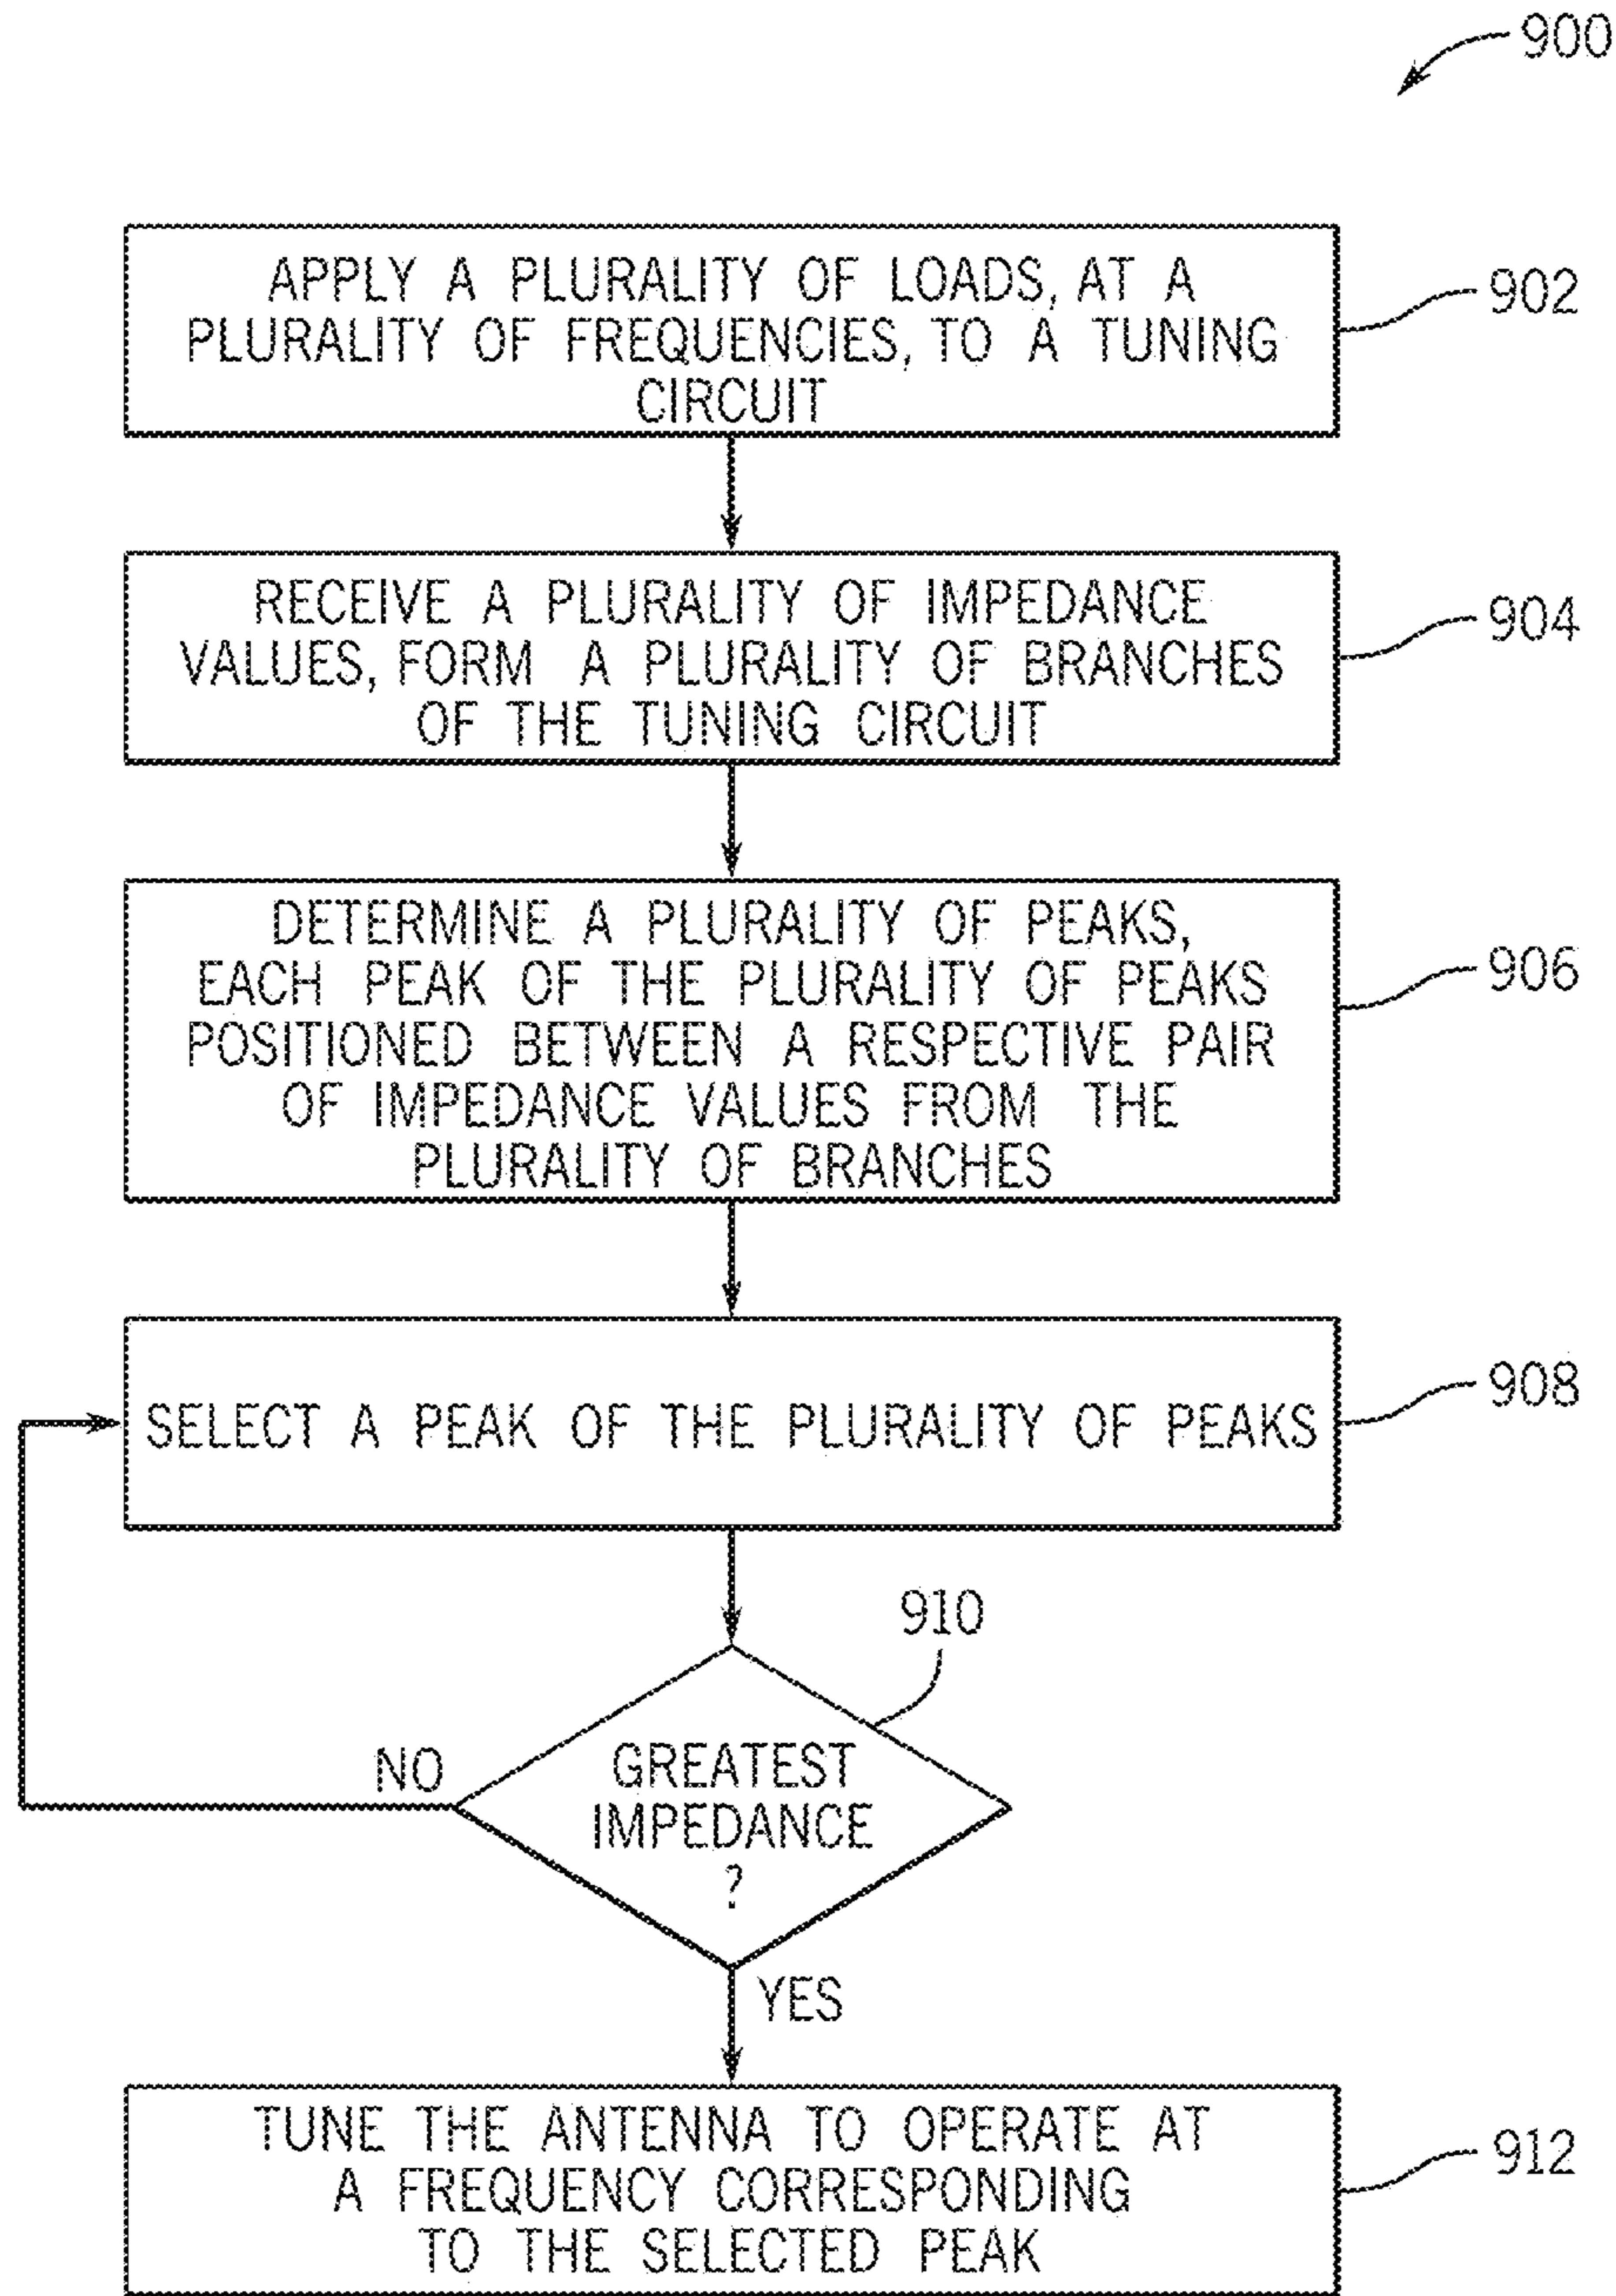 900
APPLY A PLURALITY OF LOADS, AT A
PLURALITY OF FREQUENCIES, TO A TUNING
CIRCUIT
902
RECEIVE A PLURALITY OF IMPEDANCE
VALUES, FORM A PLURALITY OF BRANCHES
OF THE TUNING CIRCUIT
904
DETERMINE A PLURALITY OF PEAKS,
EACH PEAK OF THE PLURALITY OF PEAKS
POSITIONED BETWEEN A RESPECTIVE PAIR
OF IMPEDANCE VALUES FROM THE
PLURALITY OF BRANCHES
906
SELECT A PEAK OF THE PLURALITY OF PEAKS
908
910
GREATEST
IMPEDANCE
?
NO
YES
TUNE THE ANTENNA TO OPERATE AT
A FREQUENCY CORRESPONDING
TO THE SELECTED PEAK
912